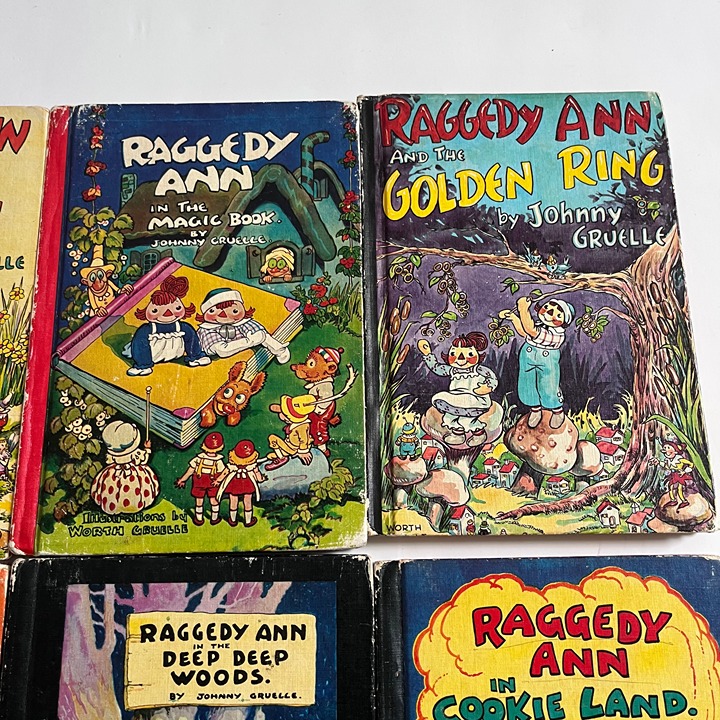 W
LLE
RAGGEDY
ANN
IN THE
MAGIC BOOK.
BY
JOHNNY GRUELLE.
Illustrations by
WORTH GRUELLE
RAGGEDY ANN
AND THE
GOLDEN RING
by Johnny
GRUELLE
WORTH
RAGGEDY ANN
IN THE
DEEP DEEP
WOODS.
BY JOHNNY GRUELLE.
RAGGEDY
ANN
IN
COOKIE LAND.